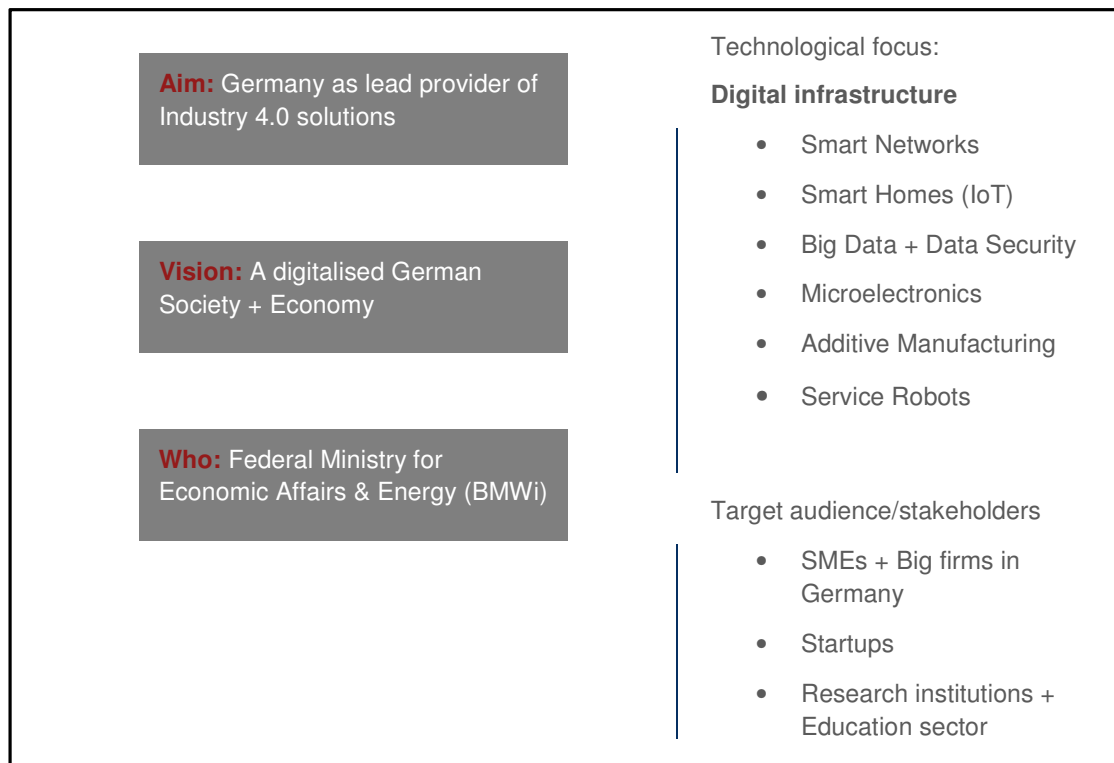 Aim: Germany as lead provider of
Industry 4.0 solutions
Vision: A digitalised German
Society + Economy
Who: Federal Ministry for
Economic Affairs & Energy (BMWi)
Technological focus:
Digital infrastructure
• Smart Networks
• Smart Homes (IoT)
• Big Data + Data Security
• Microelectronics
• Additive Manufacturing
• Service Robots
Target audience/stakeholders
• SMEs + Big firms in
Germany
• Startups
• Research institutions +
Education sector